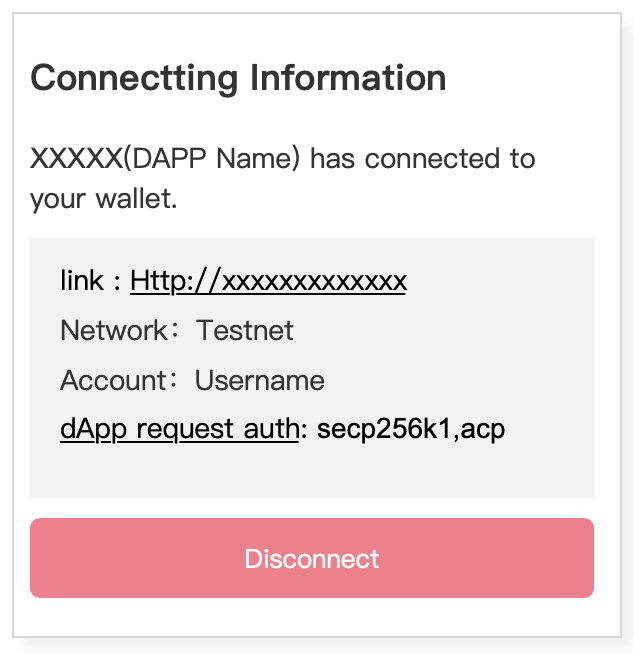 Connectting Information
XXXXX(DAPP Name) has connected to
your wallet.
link : Http://xxxxxxxxxxxxx
Network：Testnet
Account：Username
dApp request auth: secp256k1,acp
Disconnect